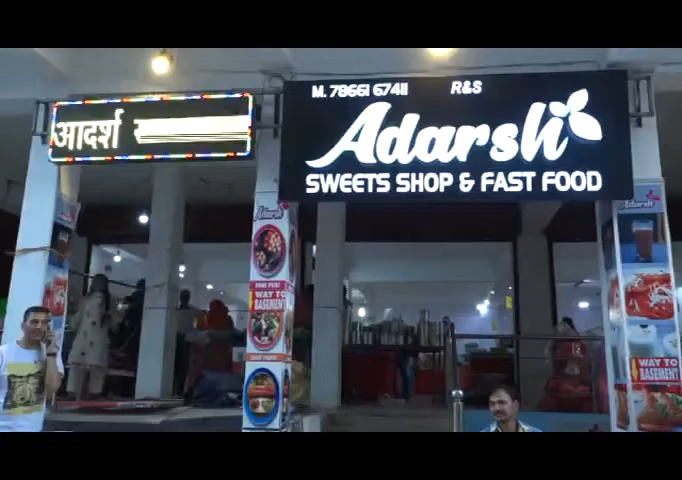 आदर्श
M. 78661 67411
R&S
Adarsh
SWEETS SHOP & FAST FOOD
Adarsh
WAY TO
BASEMENT
Adarsh
WAY TO
BASEMENT